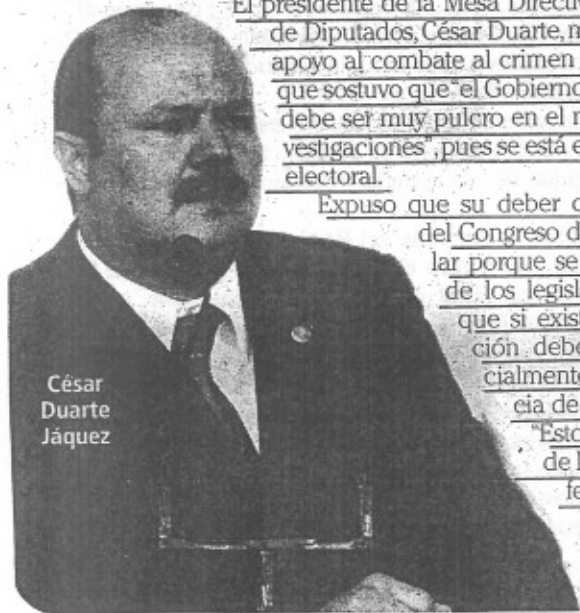 El presidente de la Mesa Directiv
de Diputados, César Duarte, m
apoyo al combate al crimen
que sostuvo que "el Gobierno
debe ser muy pulcro en el m
vestigaciones", pues se está e
electoral.
Expuso que su deber c
del Congreso d
lar porque se
de los legisl
que si exist
ción debe
cialmente
cia de
"Esto
de l
fe
César
Duarte
Jáquez